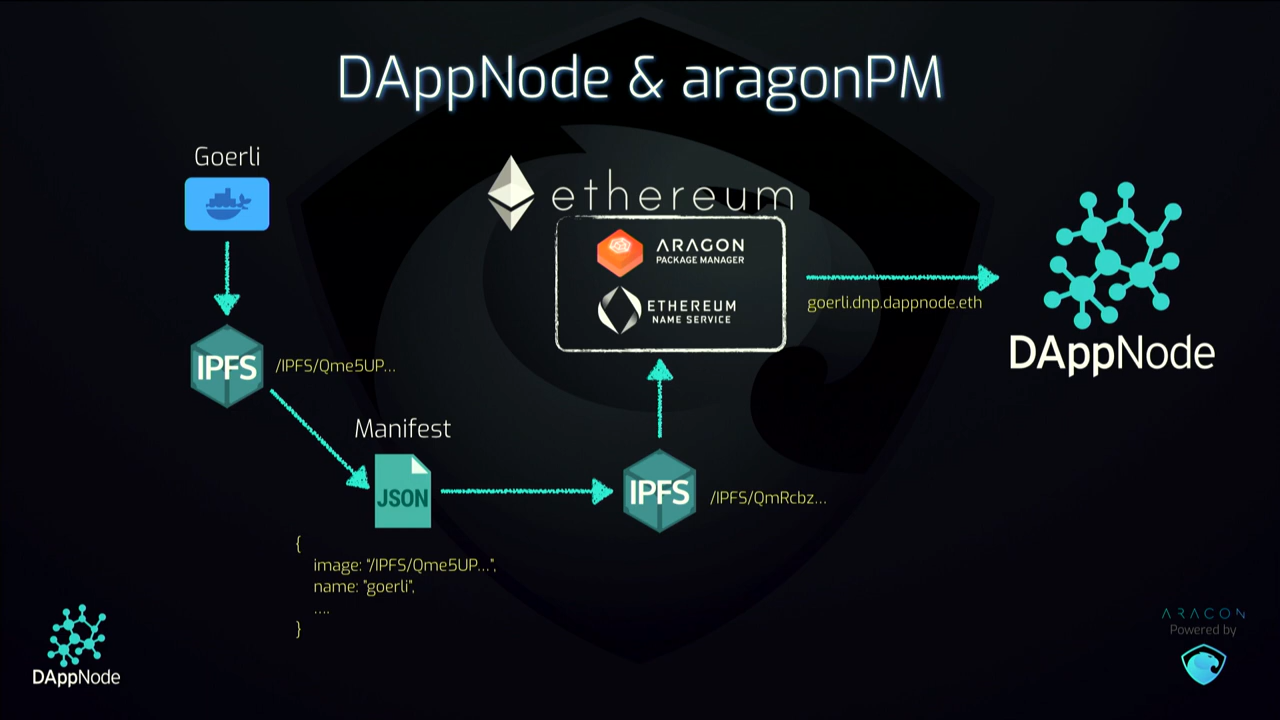 DAppNode & aragonPM
Goerli
ethereum
ARAGON
PACKAGE MANAGER
ETHEREUM
NAME SERVICE
goerli.dnp.dappnode.eth
DAppNode
IPFS
/IPFS/Qme5UP...
Manifest
JSON
IPFS
/IPFS/QmRcbz...
{
image: "/IPFS/Qme5UP...",
name: "goerli",
....
}
DAppNode
ARACON
Powered by